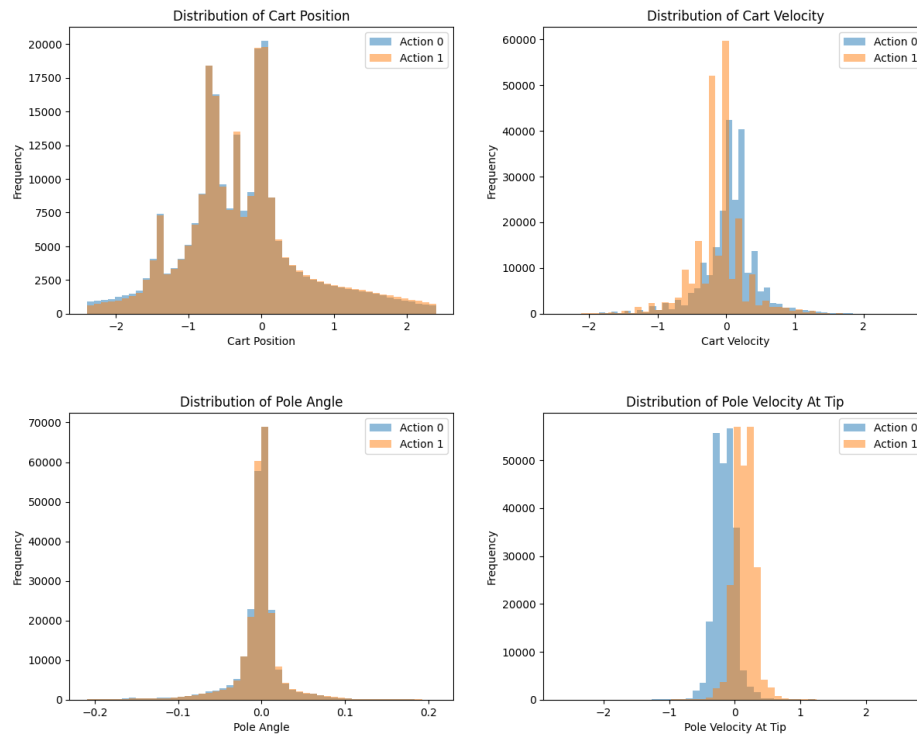 Distribution of Cart Position
20000
17500
15000
12500
10000
7500
5000
2500
0
Frequency
−2
−1
0
1
2
Cart Position
Action 0
Action 1
Distribution of Cart Velocity
60000
50000
40000
30000
20000
10000
0
Frequency
−2
−1
0
1
2
Cart Velocity
Action 0
Action 1
Distribution of Pole Angle
70000
60000
50000
40000
30000
20000
10000
0
Frequency
−0.2
−0.1
0.0
0.1
0.2
Pole Angle
Action 0
Action 1
Distribution of Pole Velocity At Tip
50000
40000
30000
20000
10000
0
Frequency
−2
−1
0
1
2
Pole Velocity At Tip
Action 0
Action 1